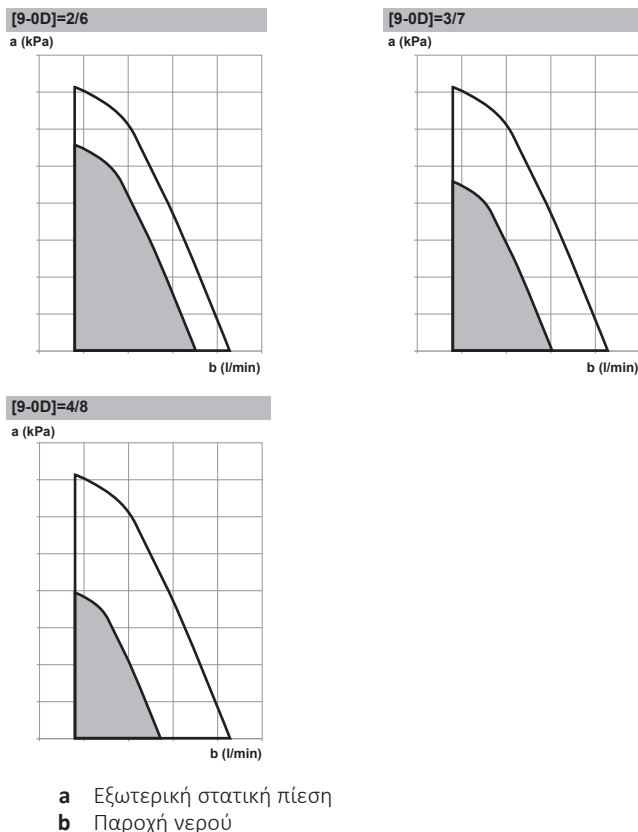 [9-0D]=2/6
a (kPa)
b (l/min)
[9-0D]=3/7
a (kPa)
b (l/min)
[9-0D]=4/8
a (kPa)
b (l/min)
a Εξωτερική στατική πίεση
b Παροχή νερού